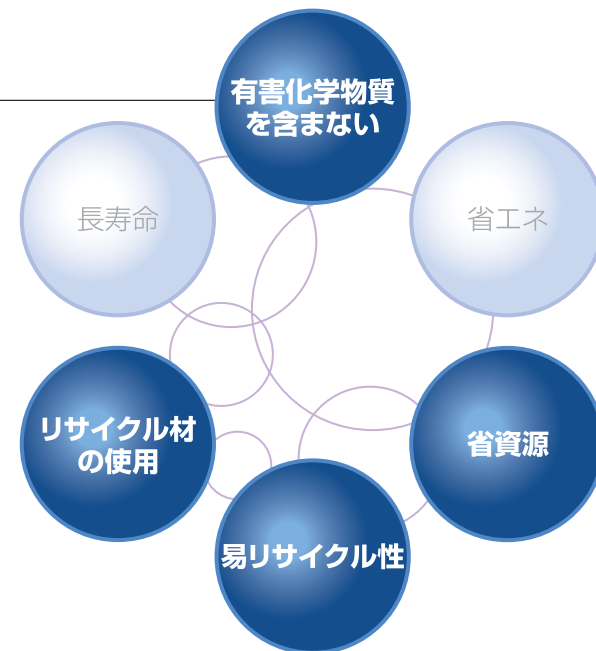 有害化学物質
を含まない
長寿命
省エネ
リサイクル材
の使用
省資源
易リサイクル性